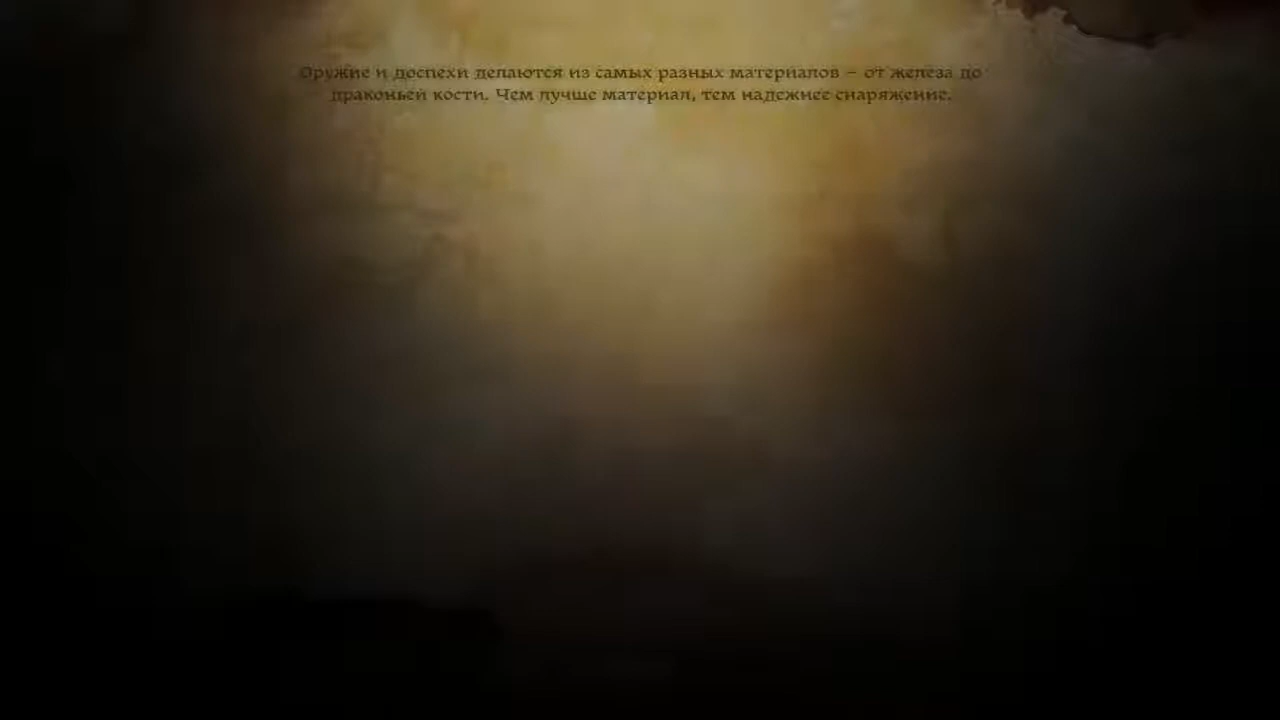 Оружие и доспехи делаются из самых разных материалов – от железа до
драконьей кости. Чем лучше материал, тем надежнее снаряжение.